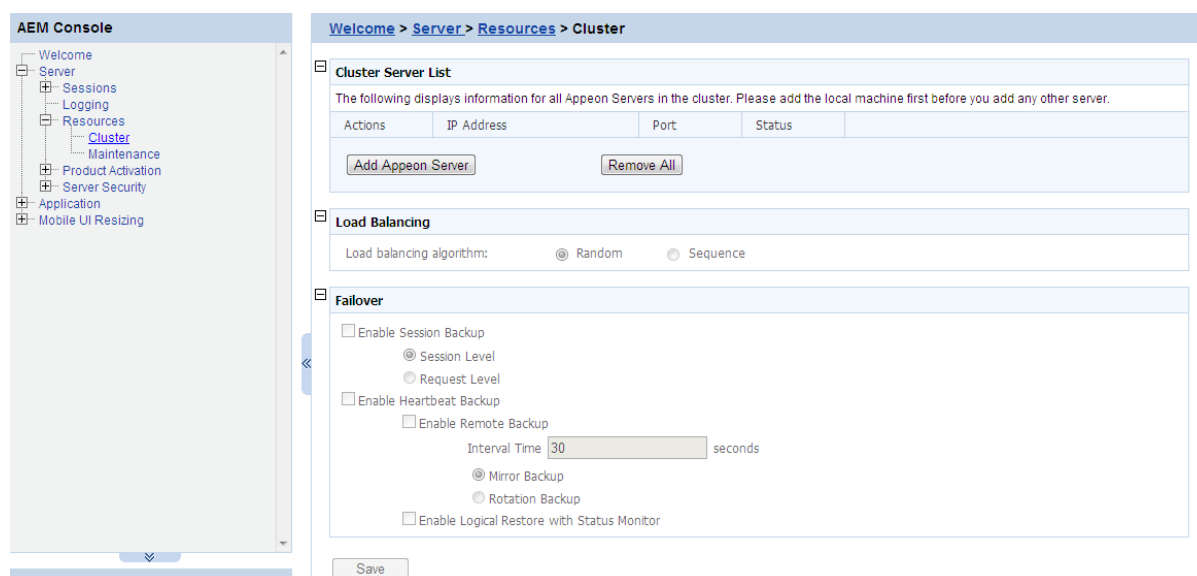 AEM Console
Welcome
Server
Sessions
Logging
Resources
Cluster
Maintenance
Product Activation
Server Security
Application
Mobile UI Resizing
Welcome > Server > Resources > Cluster
Cluster Server List
The following displays information for all Appeon Servers in the cluster. Please add the local machine first before you add any other server.
Actions IP Address Port Status
Add Appeon Server Remove All
Load Balancing
Load balancing algorithm: Random Sequence
Failover
Enable Session Backup
Session Level
Request Level
Enable Heartbeat Backup
Enable Remote Backup
Interval Time 30 seconds
Mirror Backup
Rotation Backup
Enable Logical Restore with Status Monitor
Save